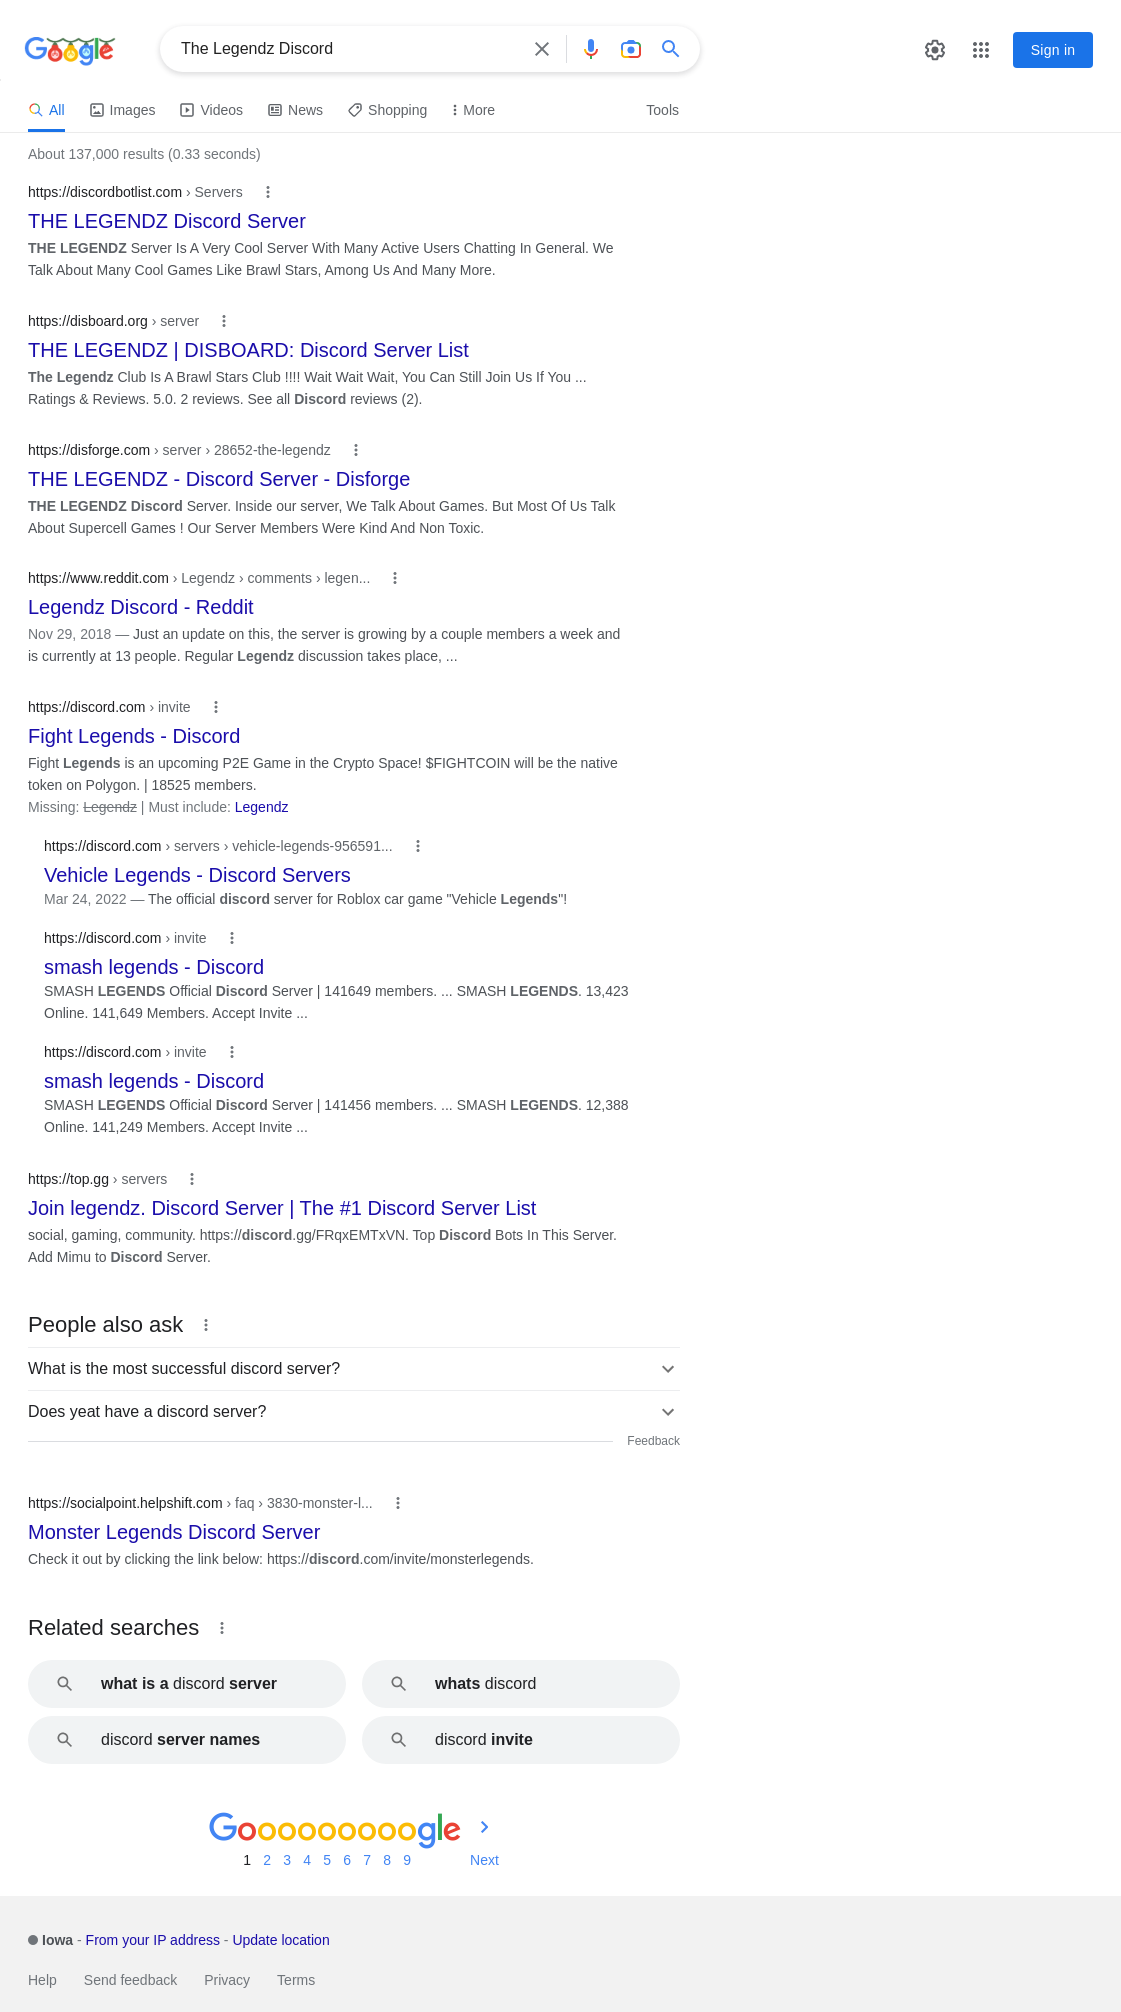 Google
The Legendz Discord
Sign in
All
Images
Videos
News
Shopping
More
Tools
About 137,000 results (0.33 seconds)
https://discordbotlist.com › Servers
THE LEGENDZ Discord Server
THE LEGENDZ Server Is A Very Cool Server With Many Active Users Chatting In General. We
Talk About Many Cool Games Like Brawl Stars, Among Us And Many More.
https://disboard.org › server
THE LEGENDZ | DISBOARD: Discord Server List
The Legendz Club Is A Brawl Stars Club !!!! Wait Wait Wait, You Can Still Join Us If You ...
Ratings & Reviews. 5.0. 2 reviews. See all Discord reviews (2).
https://disforge.com › server › 28652-the-legendz
THE LEGENDZ - Discord Server - Disforge
THE LEGENDZ Discord Server. Inside our server, We Talk About Games. But Most Of Us Talk
About Supercell Games ! Our Server Members Were Kind And Non Toxic.
https://www.reddit.com › Legendz › comments › legen...
Legendz Discord - Reddit
Nov 29, 2018 — Just an update on this, the server is growing by a couple members a week and
is currently at 13 people. Regular Legendz discussion takes place, ...
https://discord.com › invite
Fight Legends - Discord
Fight Legends is an upcoming P2E Game in the Crypto Space! $FIGHTCOIN will be the native
token on Polygon. | 18525 members.
Missing: Legendz | Must include: Legendz
https://discord.com › servers › vehicle-legends-956591...
Vehicle Legends - Discord Servers
Mar 24, 2022 — The official discord server for Roblox car game "Vehicle Legends"!
https://discord.com › invite
smash legends - Discord
SMASH LEGENDS Official Discord Server | 141649 members. ... SMASH LEGENDS. 13,423
Online. 141,649 Members. Accept Invite ...
https://discord.com › invite
smash legends - Discord
SMASH LEGENDS Official Discord Server | 141456 members. ... SMASH LEGENDS. 12,388
Online. 141,249 Members. Accept Invite ...
https://top.gg › servers
Join legendz. Discord Server | The #1 Discord Server List
social, gaming, community. https://discord.gg/FRqxEMTxVN. Top Discord Bots In This Server.
Add Mimu to Discord Server.
People also ask
What is the most successful discord server?
Does yeat have a discord server?
Feedback
https://socialpoint.helpshift.com › faq › 3830-monster-l...
Monster Legends Discord Server
Check it out by clicking the link below: https://discord.com/invite/monsterlegends.
Related searches
what is a discord server
whats discord
discord server names
discord invite
Gooooooooogle
1 2 3 4 5 6 7 8 9 Next
Iowa - From your IP address - Update location
Help Send feedback Privacy Terms